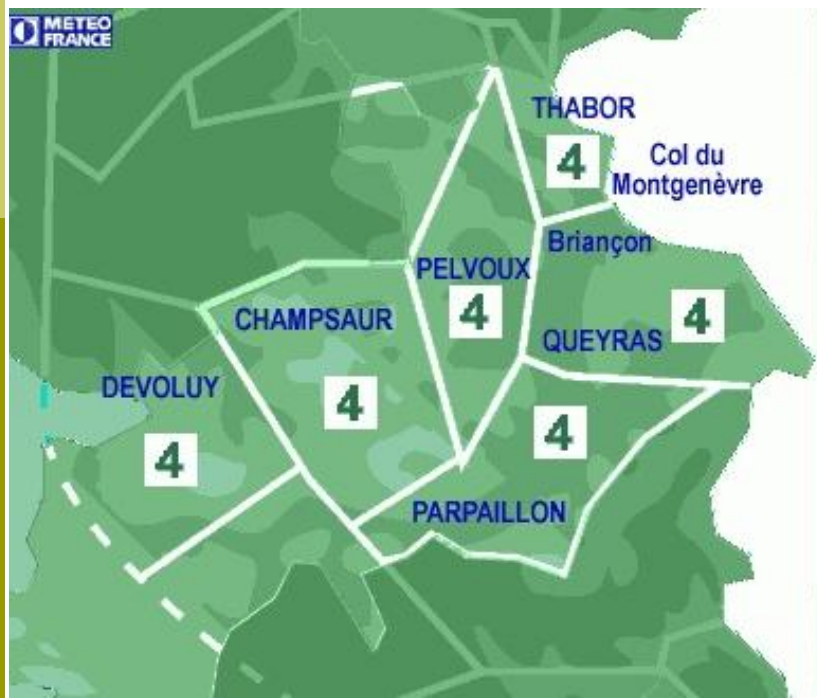 METEO
FRANCE
THABOR
4
Col du
Montgenèvre
Briançon
PELVOUX
4
QUEYRAS
4
CHAMPSAUR
4
DEVOLUY
4
4
PARPAILLON